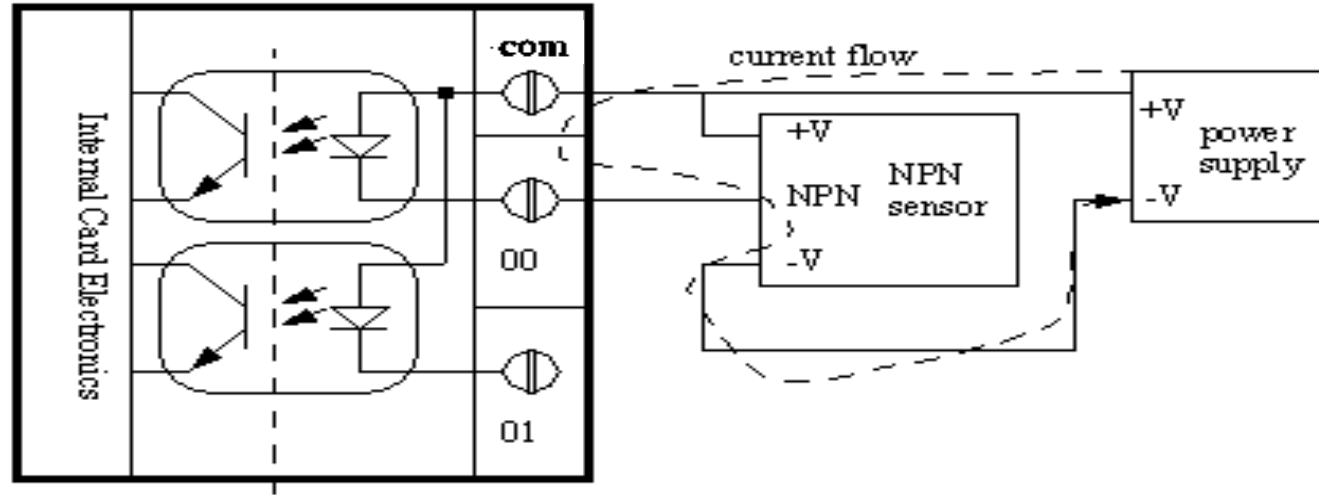 com
current flow
+V
+V
power
supply
NPN
NPN
sensor
-V
00
-V
01
Internal Card Electronics